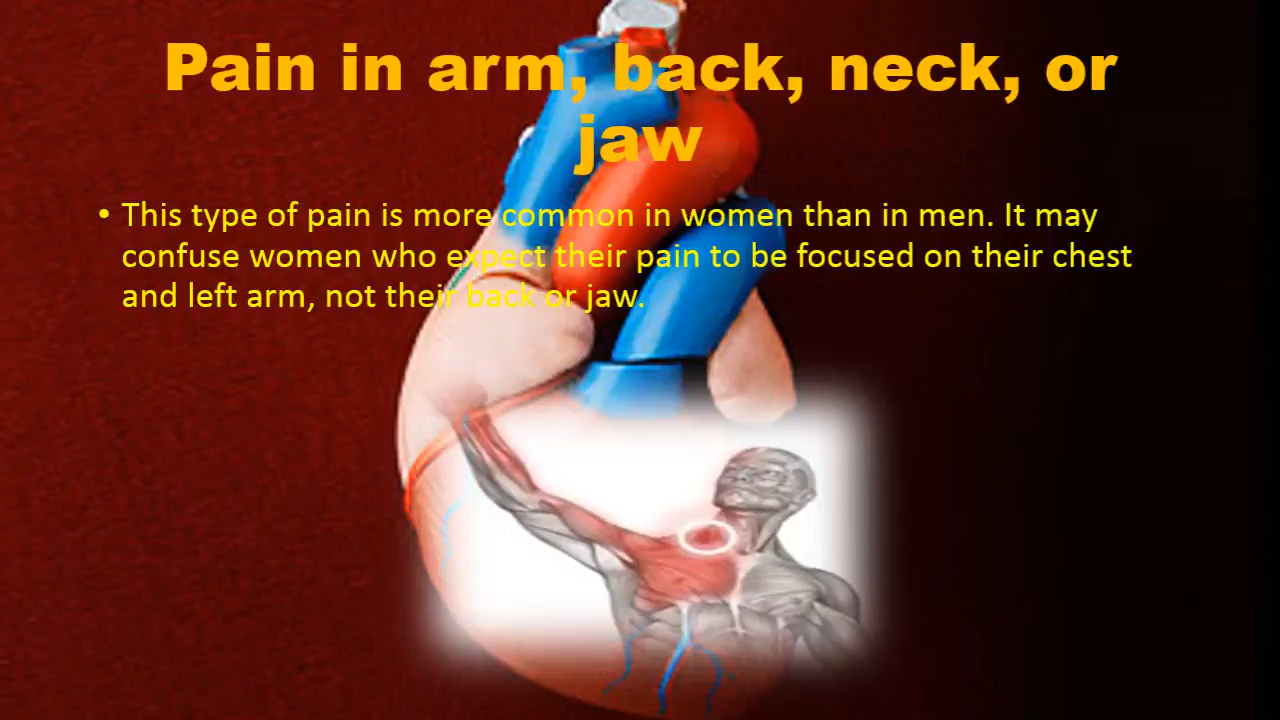 Pain in arm, back, neck, or
jaw
• This type of pain is more common in women than in men. It may
confuse women who expect their pain to be focused on their chest
and left arm, not their back or jaw.